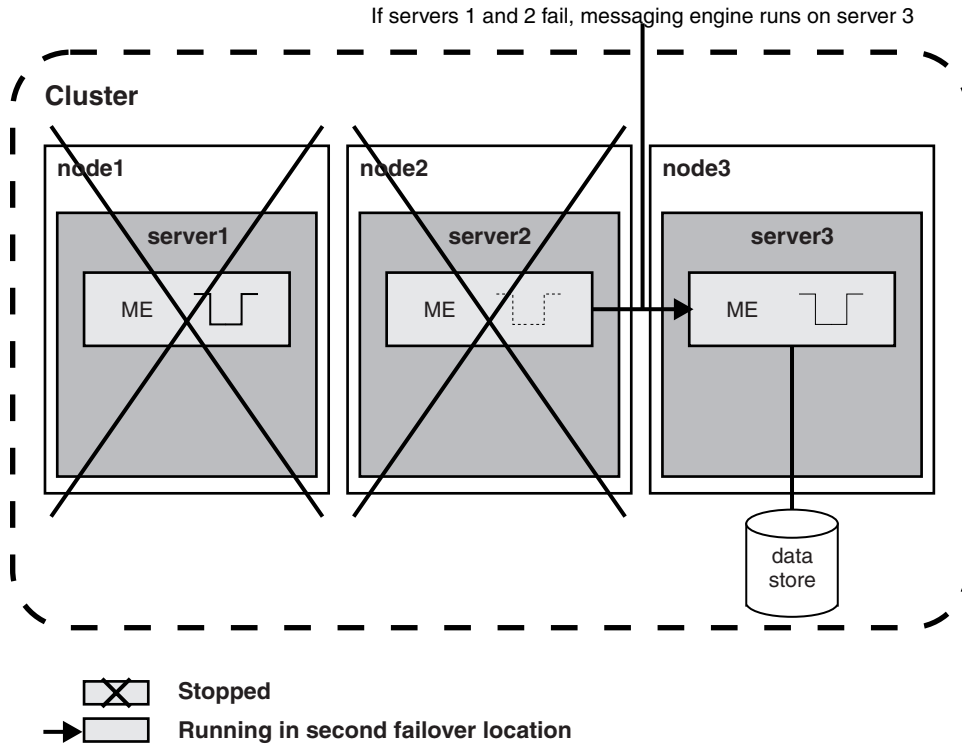 If servers 1 and 2 fail, messaging engine runs on server 3
Cluster
node1
node2
node3
server1
server2
server3
ME
ME
ME
data
store
Stopped
Running in second failover location